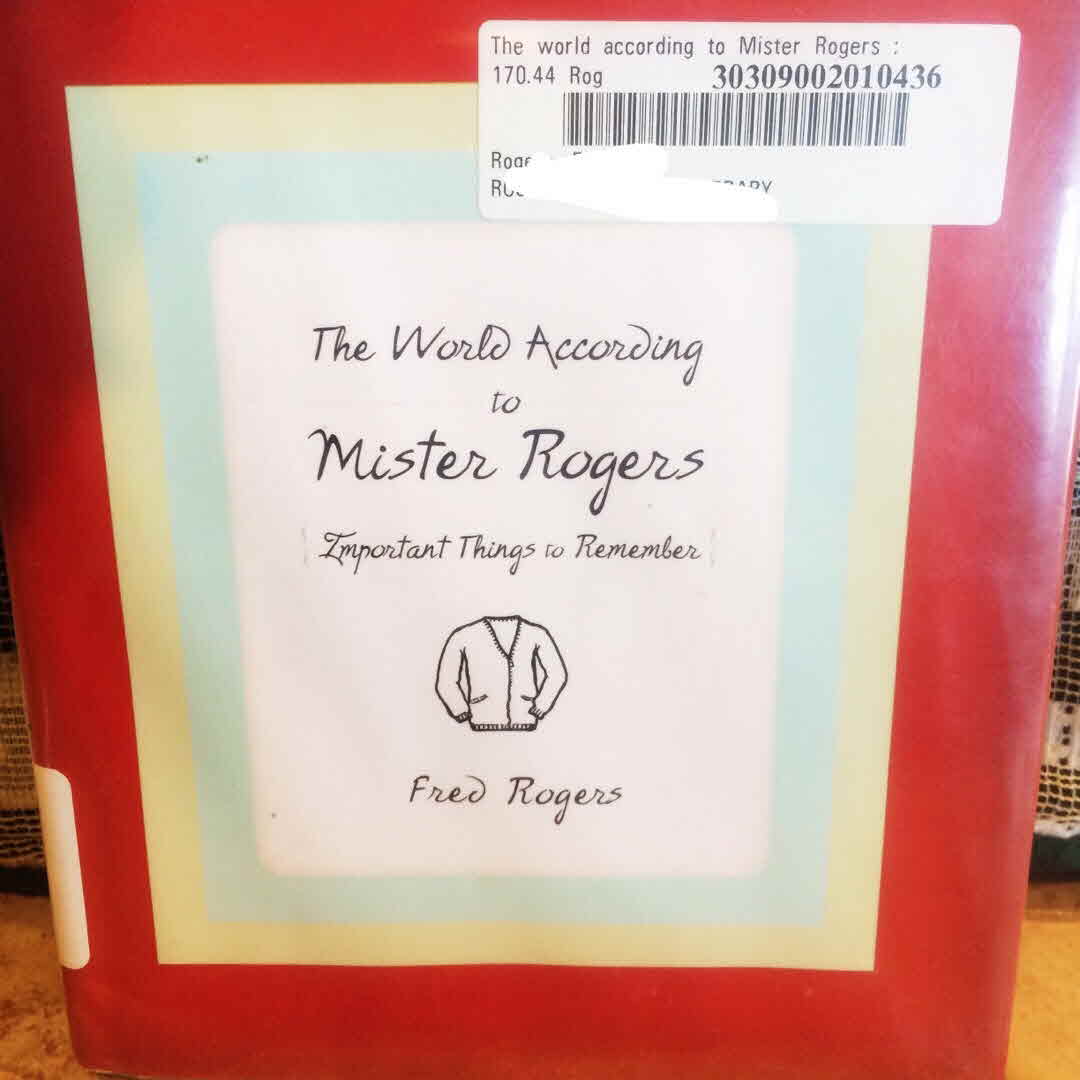 The world according to Mister Rogers :
170.44 Rog 30309002010436
The World According
to
Mister Rogers
Important Things to Remember
Fred Rogers